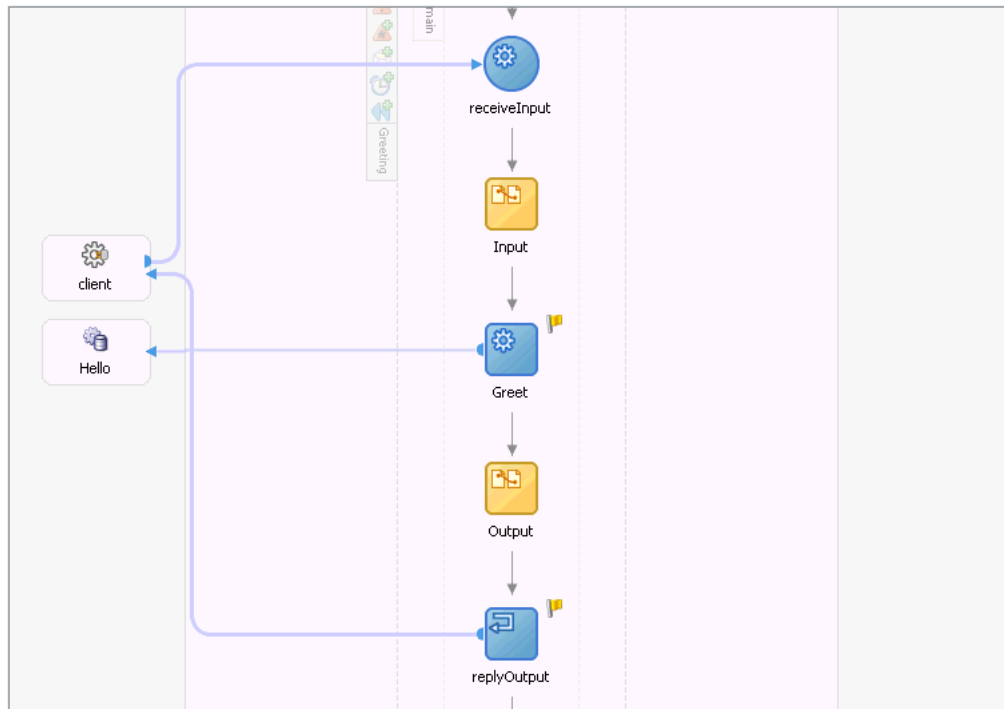 main
receiveInput
Greeting
Input
client
Hello
Greet
Output
replyOutput